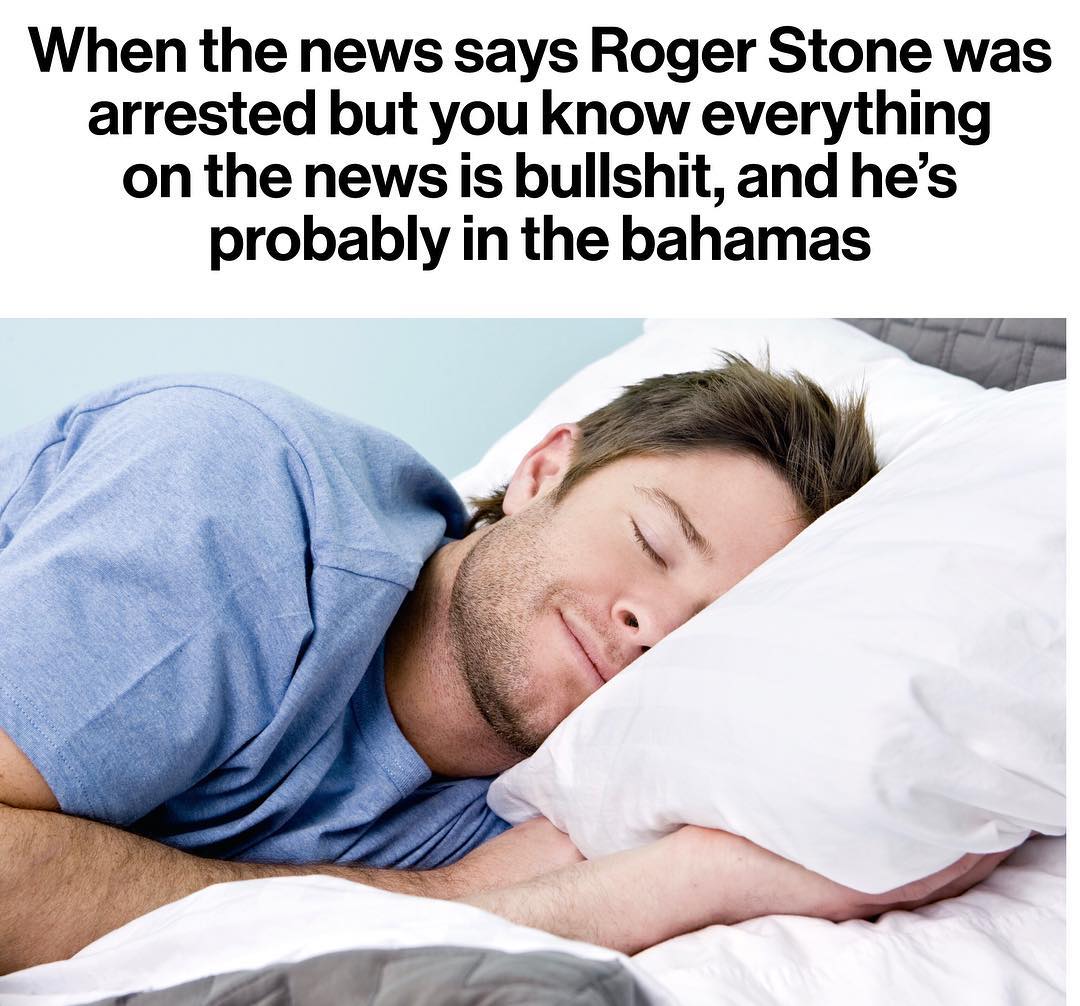 When the news says Roger Stone was
arrested but you know everything
on the news is bullshit, and he’s
probably in the bahamas